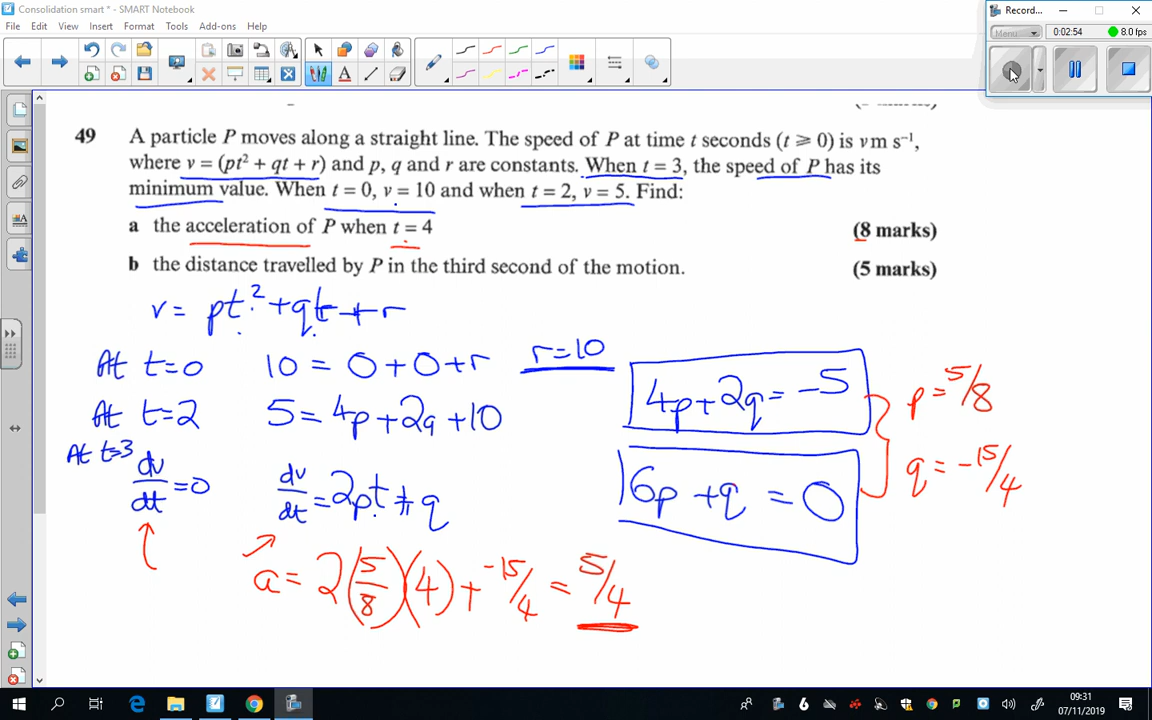 Consolidation smart * - SMART Notebook
File Edit View Insert Format Tools Add-ons Help
Record...
Menu
0:02:54
8.0 fps
49 A particle P moves along a straight line. The speed of P at time t seconds (t ⩾ 0) is v m s⁻¹,
where v = (pt² + qt + r) and p, q and r are constants. When t = 3, the speed of P has its
minimum value. When t = 0, v = 10 and when t = 2, v = 5. Find:
a the acceleration of P when t = 4 (8 marks)
b the distance travelled by P in the third second of the motion. (5 marks)
v = pt² + qt + r
At t=0 10 = 0 + 0 + r r=10
At t=2 5 = 4p + 2q + 10
4p + 2q = -5
p = 5/8
At t=3 dv/dt = 0 dv/dt = 2pt + q
6p + q = 0
q = -15/4
a = 2(5/8)(4) + -15/4 = 5/4
09:31
07/11/2019